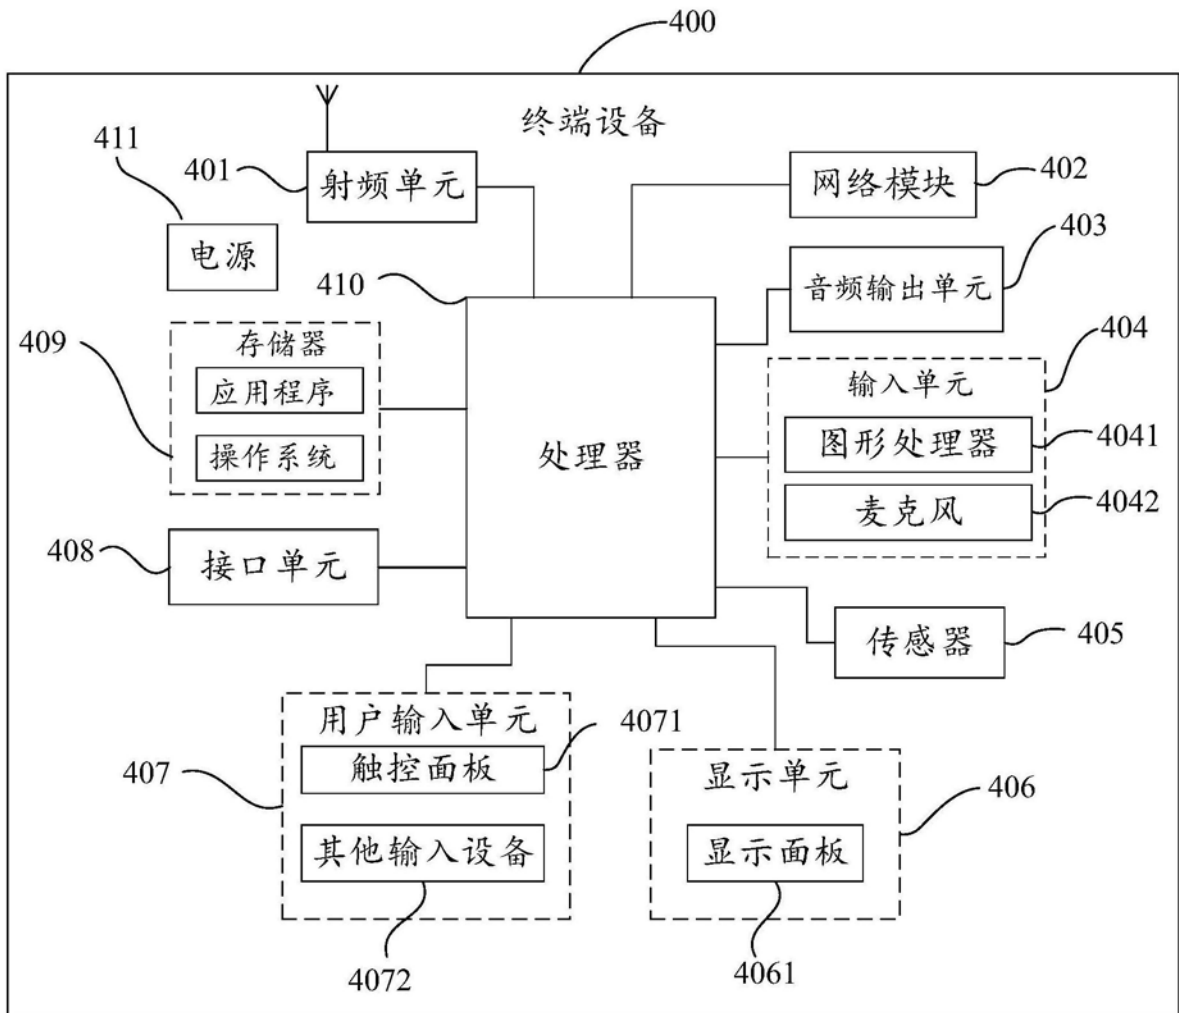 400
终端设备
411
401
射频单元
网络模块
402
电源
403
音频输出单元
410
409
存储器
应用程序
操作系统
404
输入单元
图形处理器
4041
麦克风
4042
处理器
408
接口单元
传感器
405
用户输入单元
4071
触控面板
407
其他输入设备
4072
显示单元
406
显示面板
4061